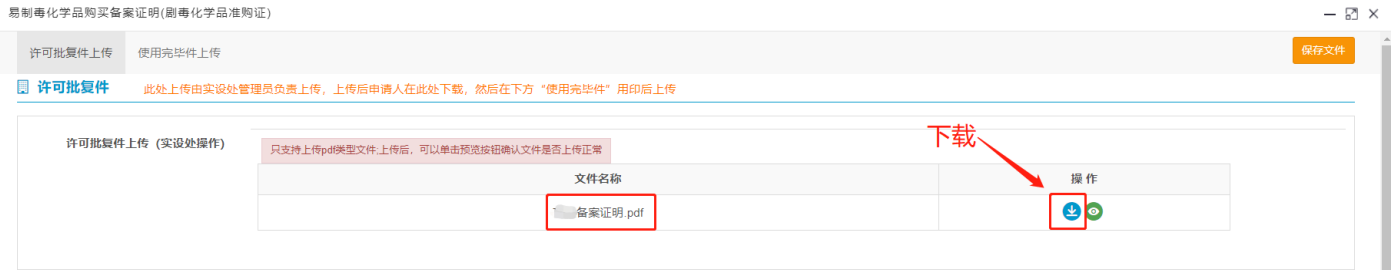 易制毒化学品购买备案证明(剧毒化学品准购证)
许可批复件上传 使用完毕件上传 保存文件
许可批复件 此处上传由实设处管理员负责上传，上传后申请人在此处下载，然后在下方“使用完毕件”用印后上传
许可批复件上传（实设处操作)
只支持上传pdf类型文件;上传后，可以单击预览按钮确认文件是否上传正常
下载
文件名称 操 作
备案证明.pdf